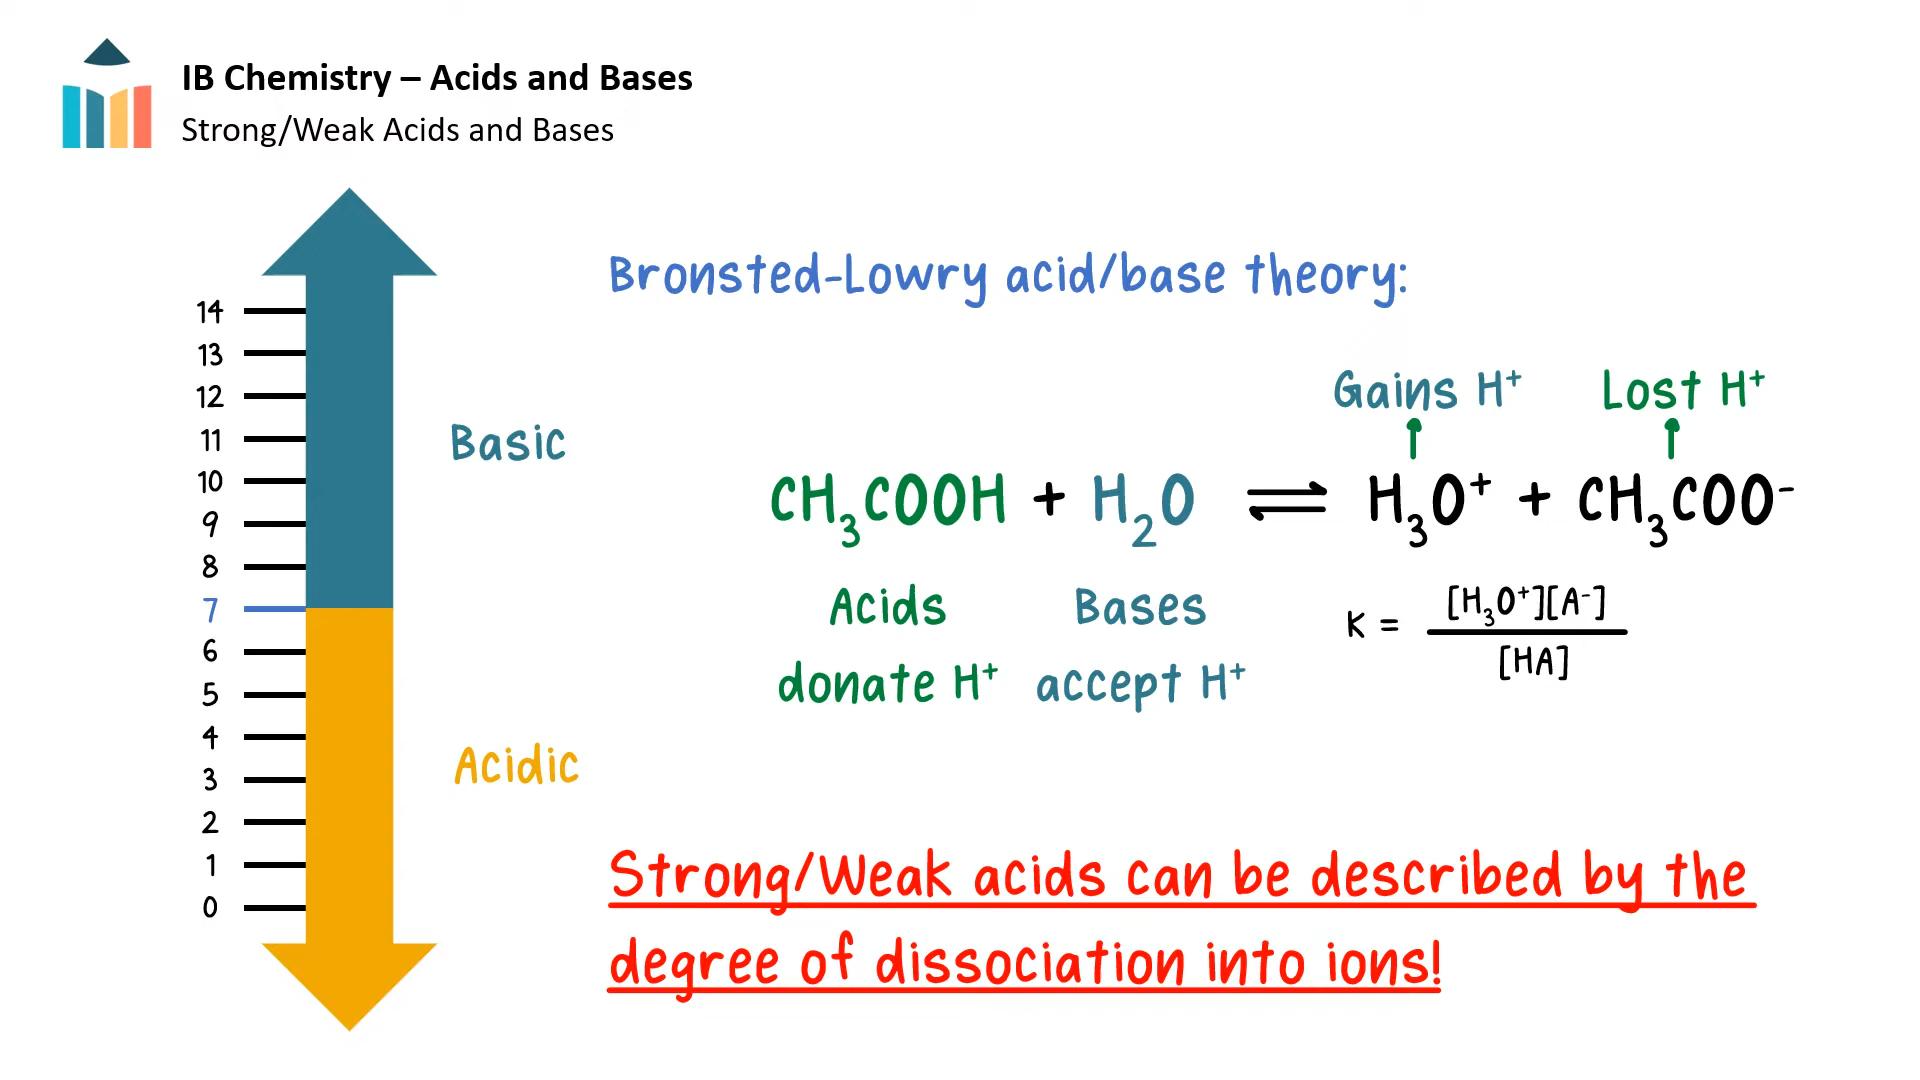 IB Chemistry – Acids and Bases
Strong/Weak Acids and Bases
Bronsted-Lowry acid/base theory:
14
13
12
11
10
9
8
7
6
5
4
3
2
1
0
Basic
Acidic
Gains H⁺
Lost H⁺
CH₃COOH + H₂O ⇌ H₃O⁺ + CH₃COO⁻
Acids
donate H⁺
Bases
accept H⁺
K = [H₃O⁺][A⁻]
[HA]
Strong/Weak acids can be described by the
degree of dissociation into ions!